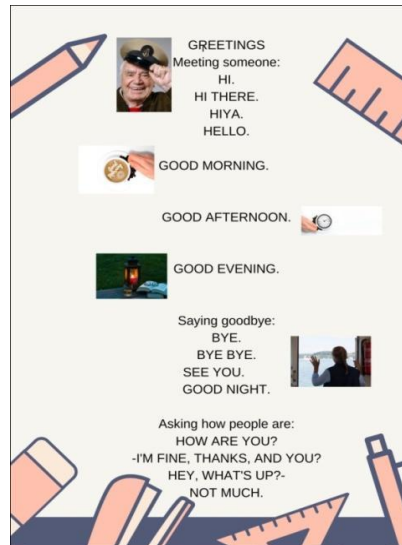 GREETINGS
Meeting someone:
HI.
HI THERE.
HIYA.
HELLO.
GOOD MORNING.
GOOD AFTERNOON.
GOOD EVENING.
Saying goodbye:
BYE.
BYE BYE.
SEE YOU.
GOOD NIGHT.
Asking how people are:
HOW ARE YOU?
-I'M FINE, THANKS, AND YOU?
HEY, WHAT'S UP?-
NOT MUCH.